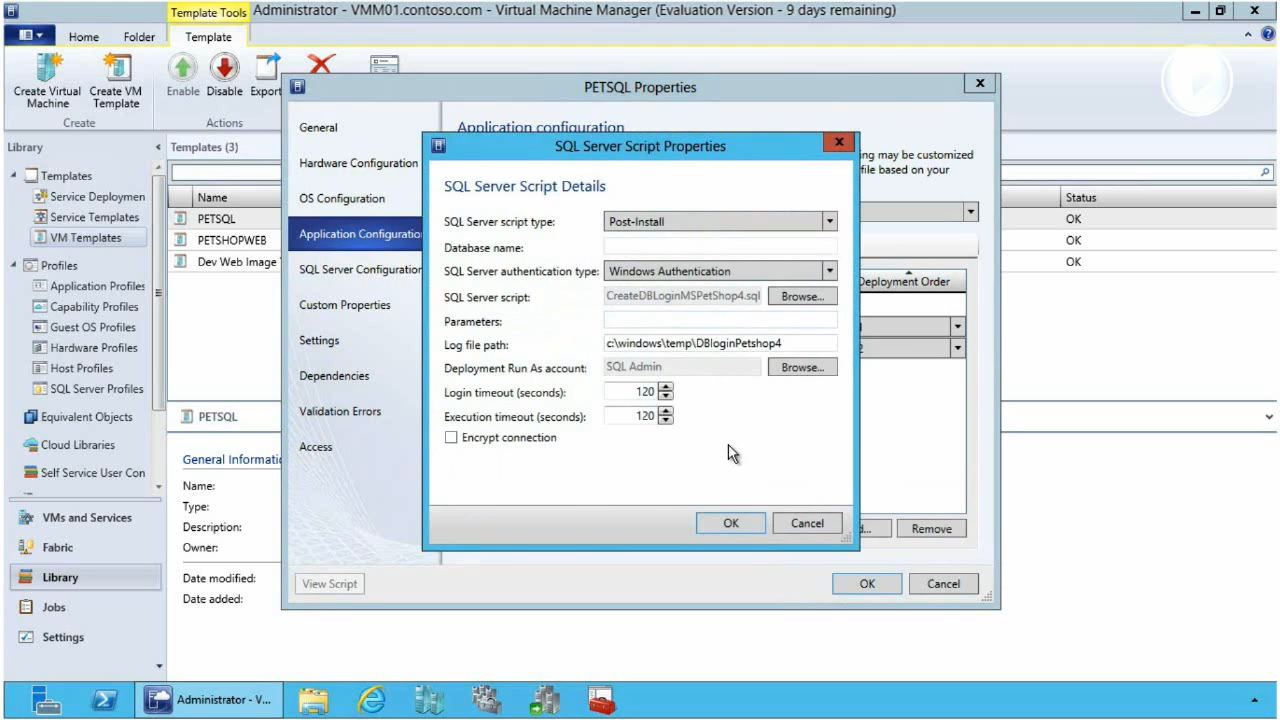 Template Tools
Administrator - VMM01.contoso.com - Virtual Machine Manager (Evaluation Version - 9 days remaining)
Home
Folder
Template
Create Virtual Machine
Create VM Template
Enable
Disable
Export
Create
Actions
Library
Templates (3)
Templates
Service Deploymen
Service Templates
VM Templates
Profiles
Application Profiles
Capability Profiles
Guest OS Profiles
Hardware Profiles
Host Profiles
SQL Server Profiles
Equivalent Objects
Cloud Libraries
Self Service User Con
VMs and Services
Fabric
Library
Jobs
Settings
Name
Status
PETSQL
OK
PETSHOPWEB
OK
Dev Web Image
OK
PETSQL
General Informati
Name:
Type:
Description:
Owner:
Date modified:
Date added:
PETSQL Properties
X
General
Hardware Configuration
OS Configuration
Application Configuratio
SQL Server Configuration
Custom Properties
Settings
Dependencies
Validation Errors
Access
Application configuration
ing may be customized
file based on your
Deployment Order
2
d...
Remove
View Script
OK
Cancel
SQL Server Script Properties
SQL Server Script Details
SQL Server script type:
Post-Install
Database name:
SQL Server authentication type:
Windows Authentication
SQL Server script:
CreateDBLoginMSPetShop4.sql
Browse...
Parameters:
Log file path:
c:\windows\temp\DBloginPetshop4
Deployment Run As account:
SQL Admin
Browse...
Login timeout (seconds):
120
Execution timeout (seconds):
120
Encrypt connection
OK
Cancel
Administrator - V...